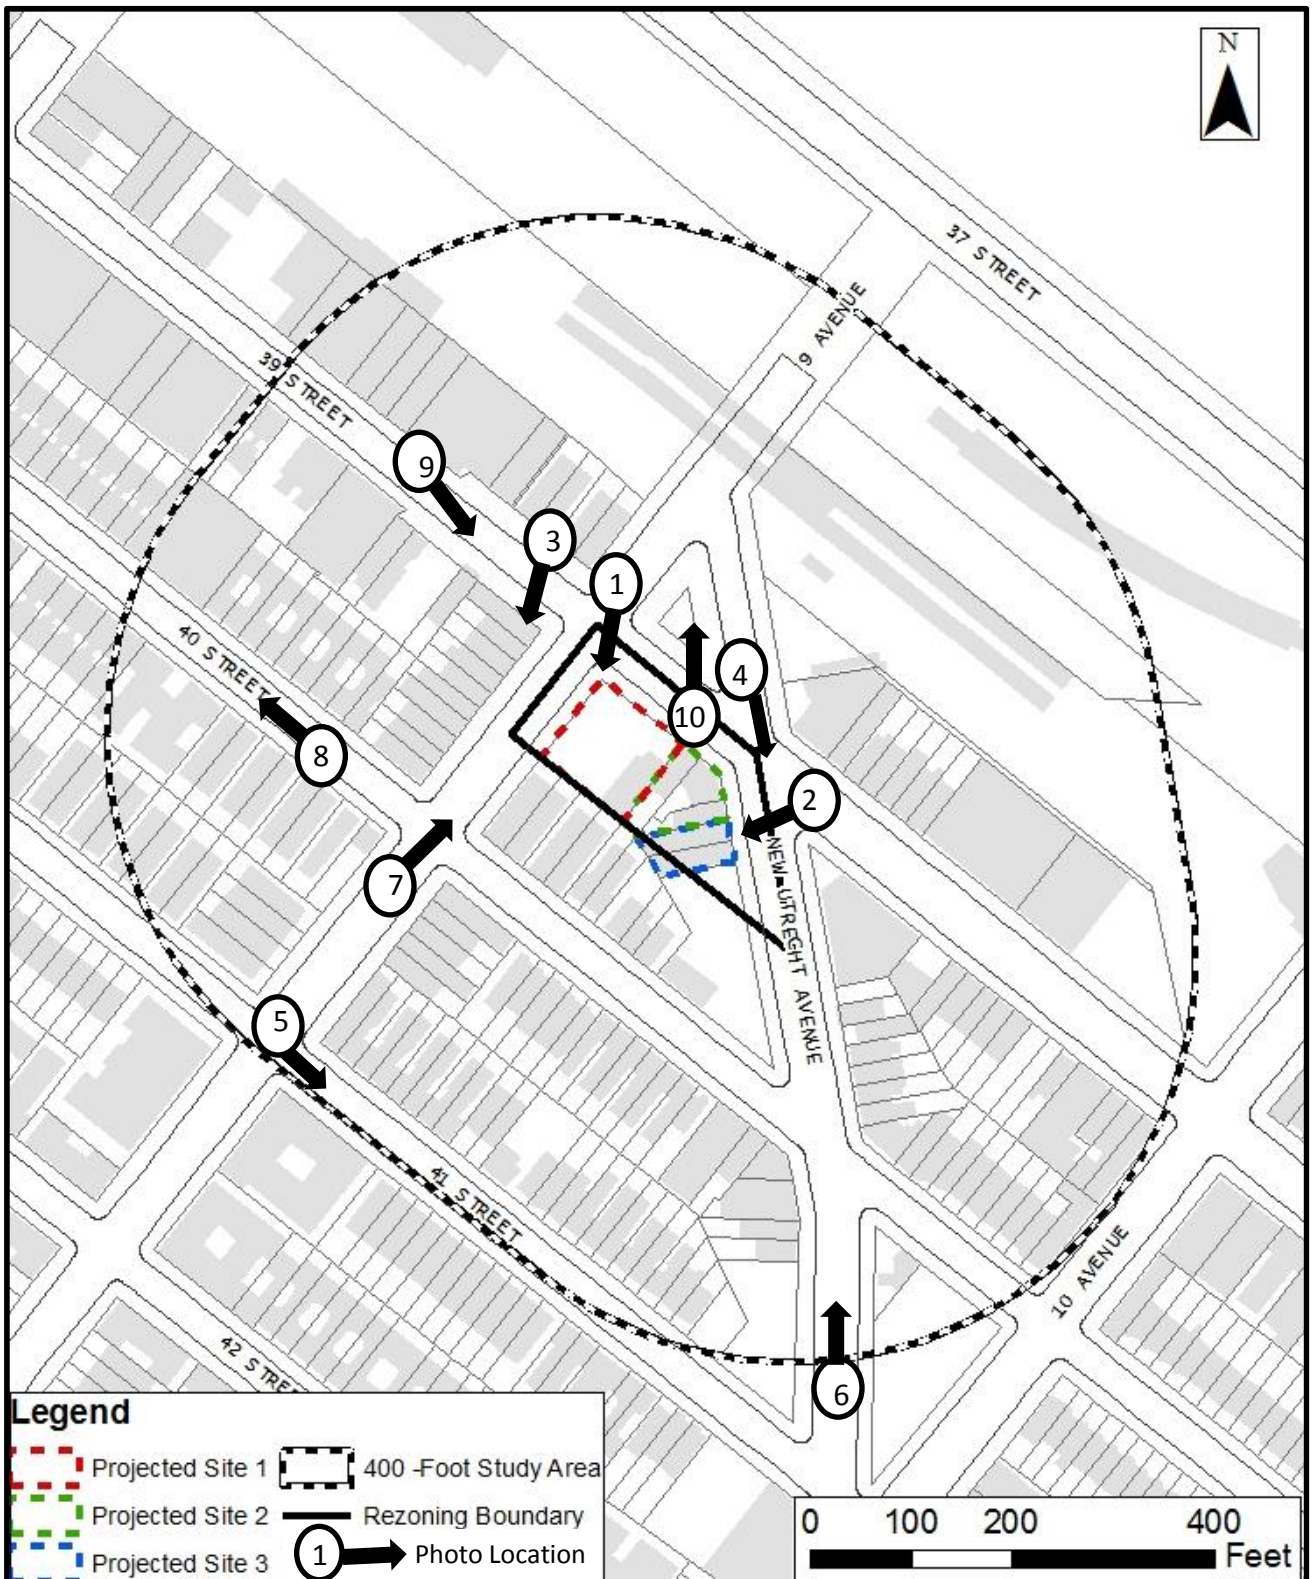 N
37 STREET
9 AVENUE
39 STREET
9
3
1
4
10
2
40 STREET
8
7
NEW UTRECHT AVENUE
5
41 STREET
10 AVENUE
6
42 STREE
Legend
Projected Site 1
400 -Foot Study Area
Projected Site 2
Rezoning Boundary
Projected Site 3
1
Photo Location
0 100 200 400
Feet